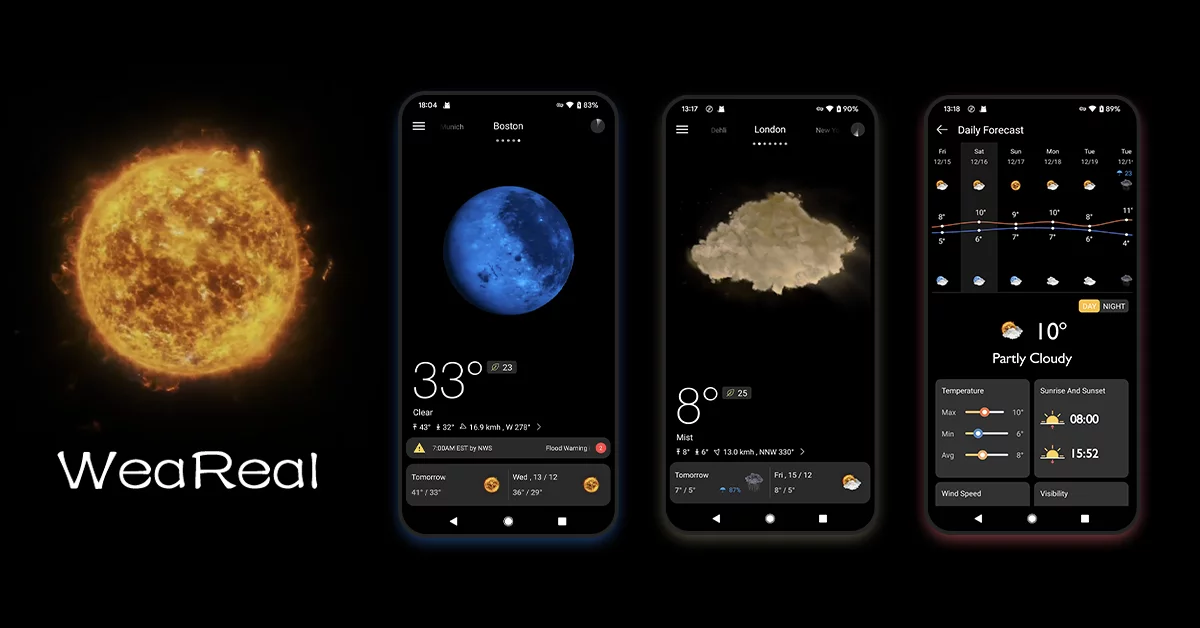 WeaReal
18:04 83%
Munich Boston
33° 23
Clear
43° 32° 16.9 kmh , W 278°
7:00AM EST by NWS Flood Warning 2
Tomorrow
41° / 33°
Wed , 13 / 12
36° / 29°
13:17 90%
Dehli London New Yo
8° 25
Mist
8° 6° 13.0 kmh , NNW 330°
Tomorrow
7° / 5° 87%
Fri , 15 / 12
8° / 5°
13:18 89%
Daily Forecast
Fri Sat Sun Mon Tue Tue
12/15 12/16 12/17 12/18 12/19 12/1
23
8° 10° 9° 10° 8° 11°
5° 6° 7° 7° 6° 4°
DAY NIGHT
10°
Partly Cloudy
Temperature
Max 10°
Min 6°
Avg 8°
Sunrise And Sunset
08:00
15:52
Wind Speed
Visibility